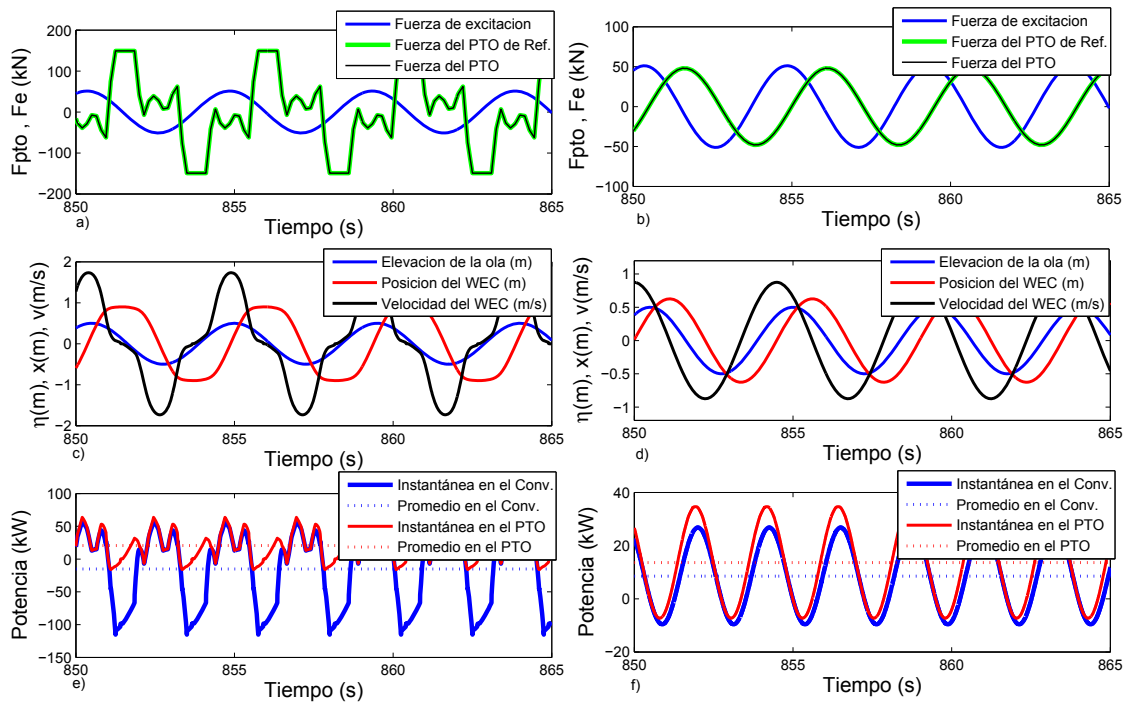 Fuerza de excitacion
Fuerza del PTO de Ref.
Fuerza del PTO
Fpto , Fe (kN)
200
150
100
0
−100
−200
850
855
860
865
Tiempo (s)
a)
Fuerza de excitacion
Fuerza del PTO de Ref.
Fuerza del PTO
Fpto , Fe (kN)
100
50
0
−50
−100
850
855
860
865
Tiempo (s)
b)
Elevacion de la ola (m)
Posicion del WEC (m)
Velocidad del WEC (m/s)
η(m), x(m), v(m/s)
2
1
0
−1
−2
850
855
860
865
Tiempo (s)
c)
Elevacion de la ola (m)
Posicion del WEC (m)
Velocidad del WEC (m/s)
η(m), x(m), v(m/s)
1
0.5
0
−0.5
−1
850
855
860
865
Tiempo (s)
d)
Instantánea en el Conv.
Promedio en el Conv.
Instantánea en el PTO
Promedio en el PTO
Potencia (kW)
100
50
0
−50
−100
−150
850
855
860
865
Tiempo (s)
e)
Instantánea en el Conv.
Promedio en el Conv.
Instantánea en el PTO
Promedio en el PTO
Potencia (kW)
40
20
0
−20
850
855
860
865
Tiempo (s)
f)